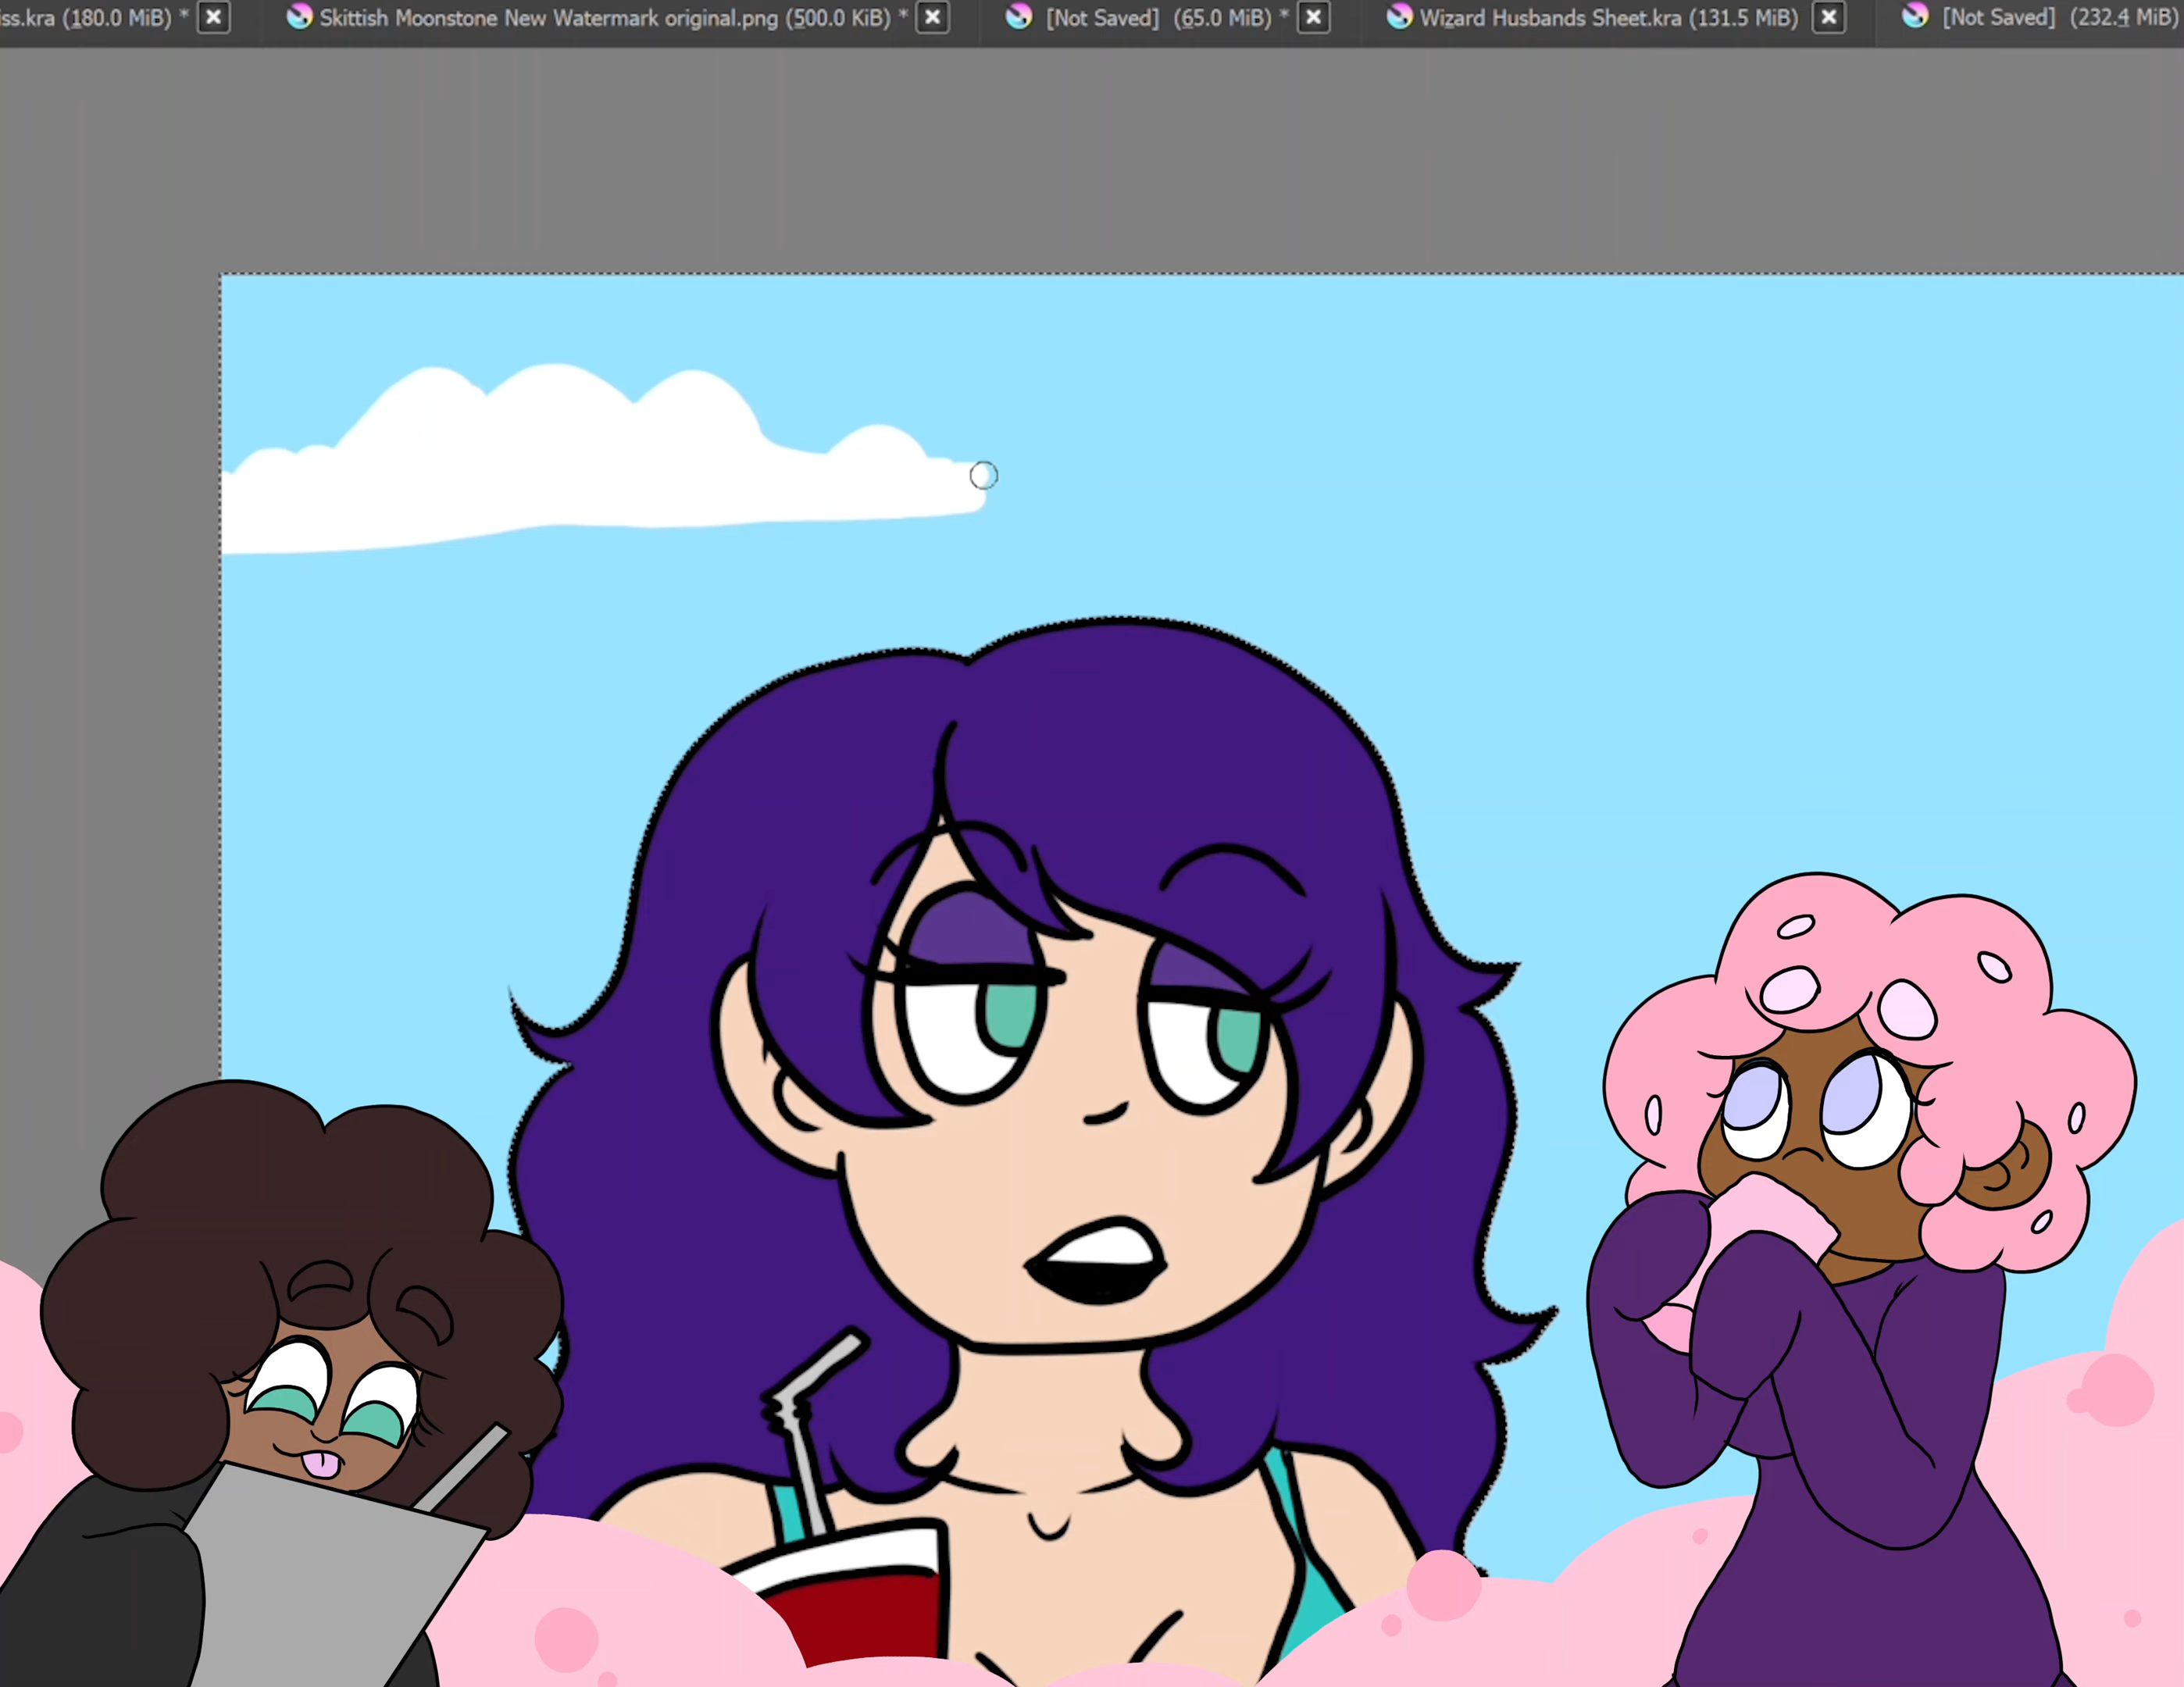 iss.kra (180.0 MiB) * Skittish Moonstone New Watermark original.png (500.0 KiB) * [Not Saved] (65.0 MiB) * Wizard Husbands Sheet.kra (131.5 MiB) [Not Saved] (232.4 MiB)